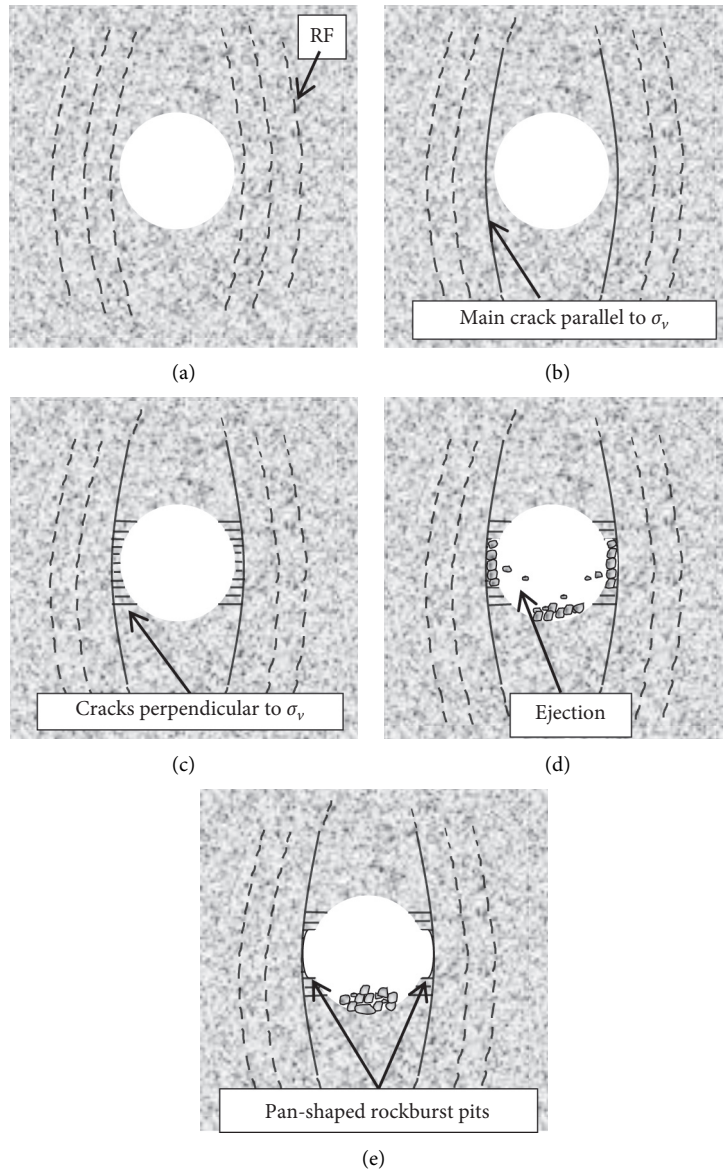 RF
(a)
Main crack parallel to σᵥ
(b)
Cracks perpendicular to σᵥ
(c)
Ejection
(d)
Pan-shaped rockburst pits
(e)